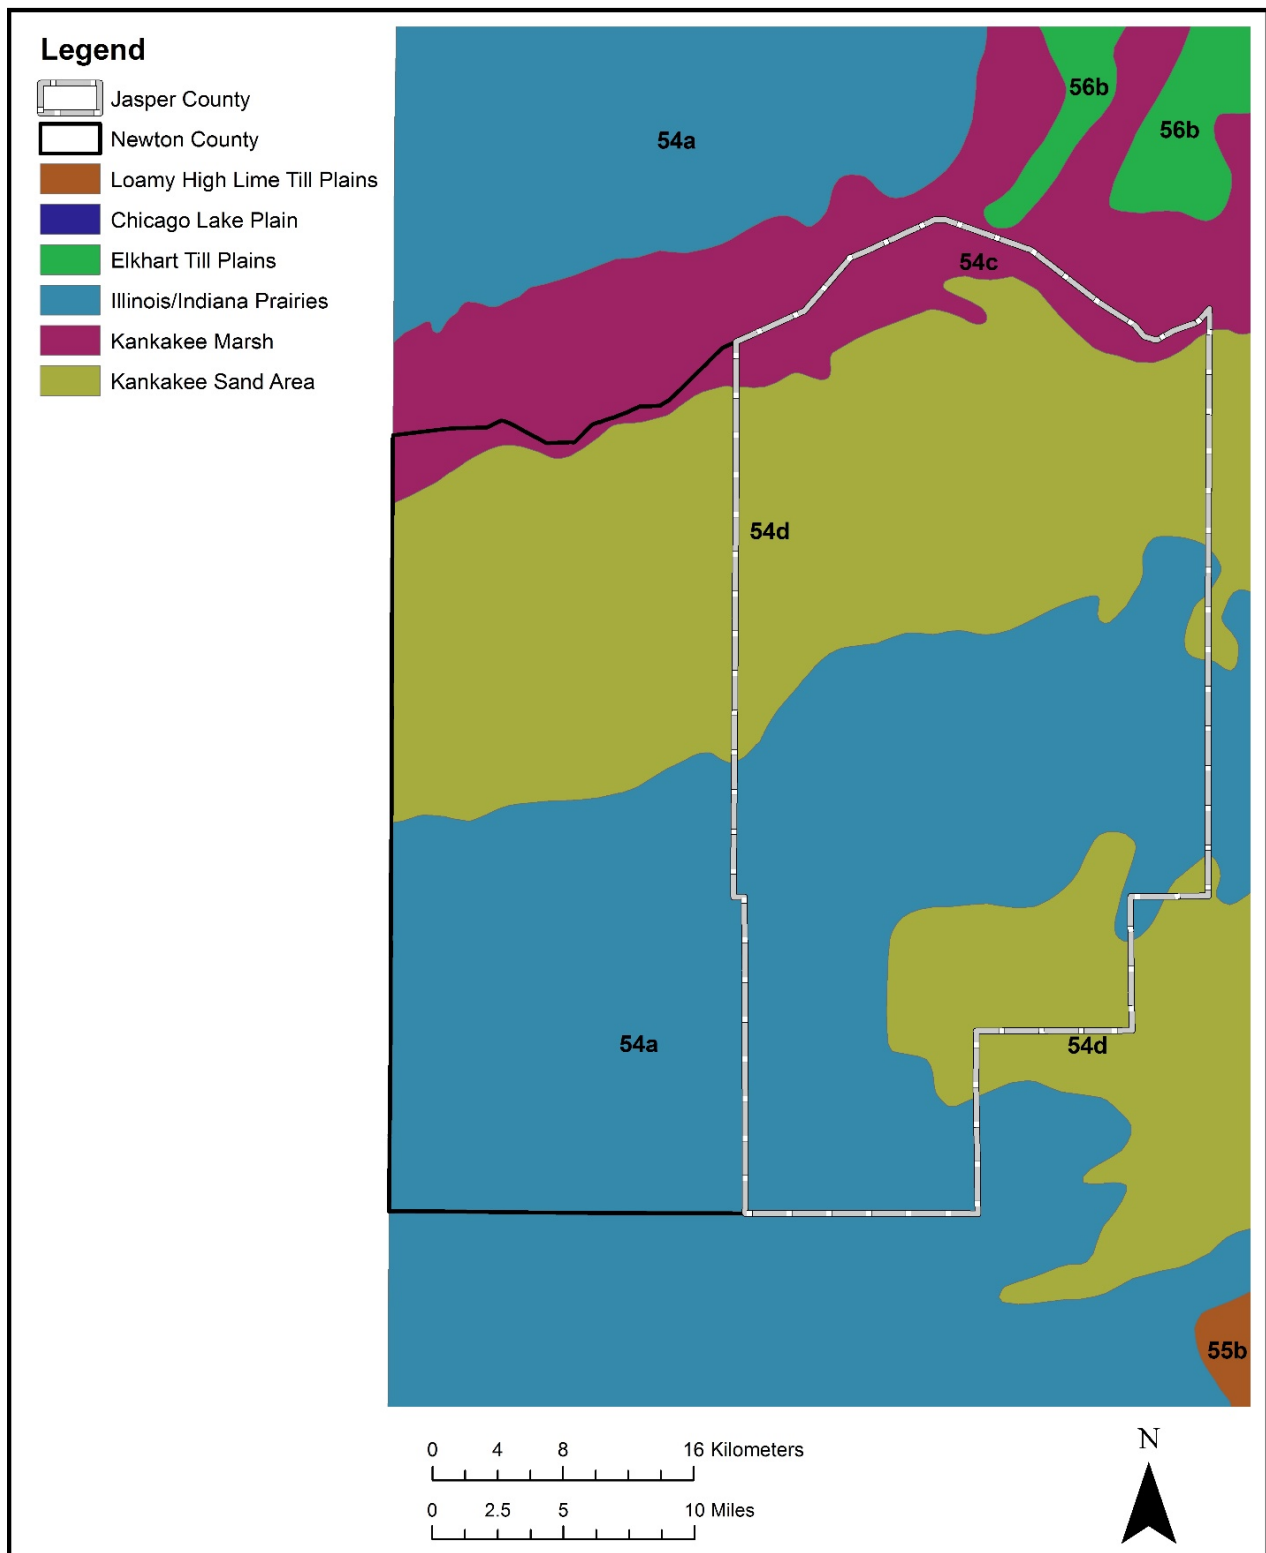 Legend
Jasper County
Newton County
Loamy High Lime Till Plains
Chicago Lake Plain
Elkhart Till Plains
Illinois/Indiana Prairies
Kankakee Marsh
Kankakee Sand Area
56b
56b
54a
54c
54d
54a
54d
55b
0 4 8 16 Kilometers
0 2.5 5 10 Miles
N